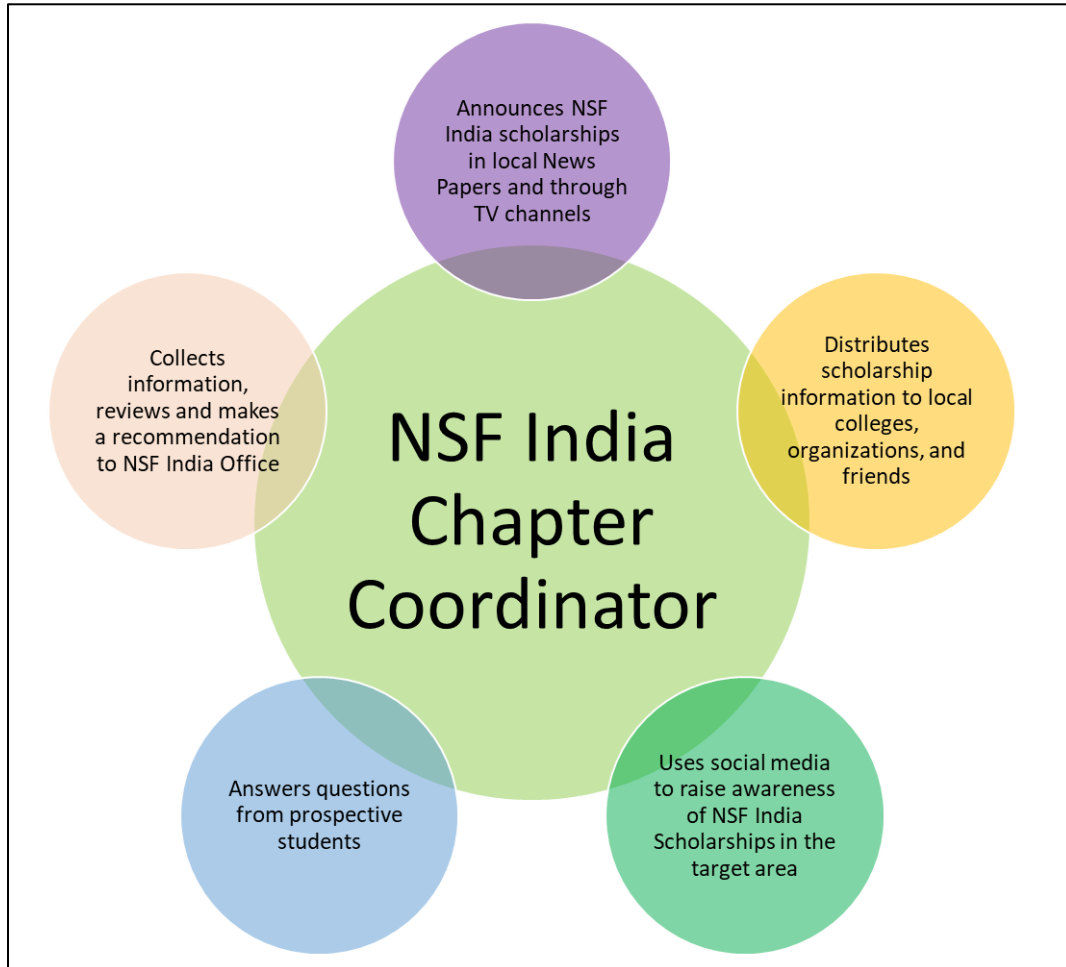 Announces NSF
India scholarships
in local News
Papers and through
TV channels
Distributes
scholarship
information to local
colleges,
organizations, and
friends
Uses social media
to raise awareness
of NSF India
Scholarships in the
target area
Answers questions
from prospective
students
Collects
information,
reviews and makes
a recommendation
to NSF India Office
NSF India
Chapter
Coordinator